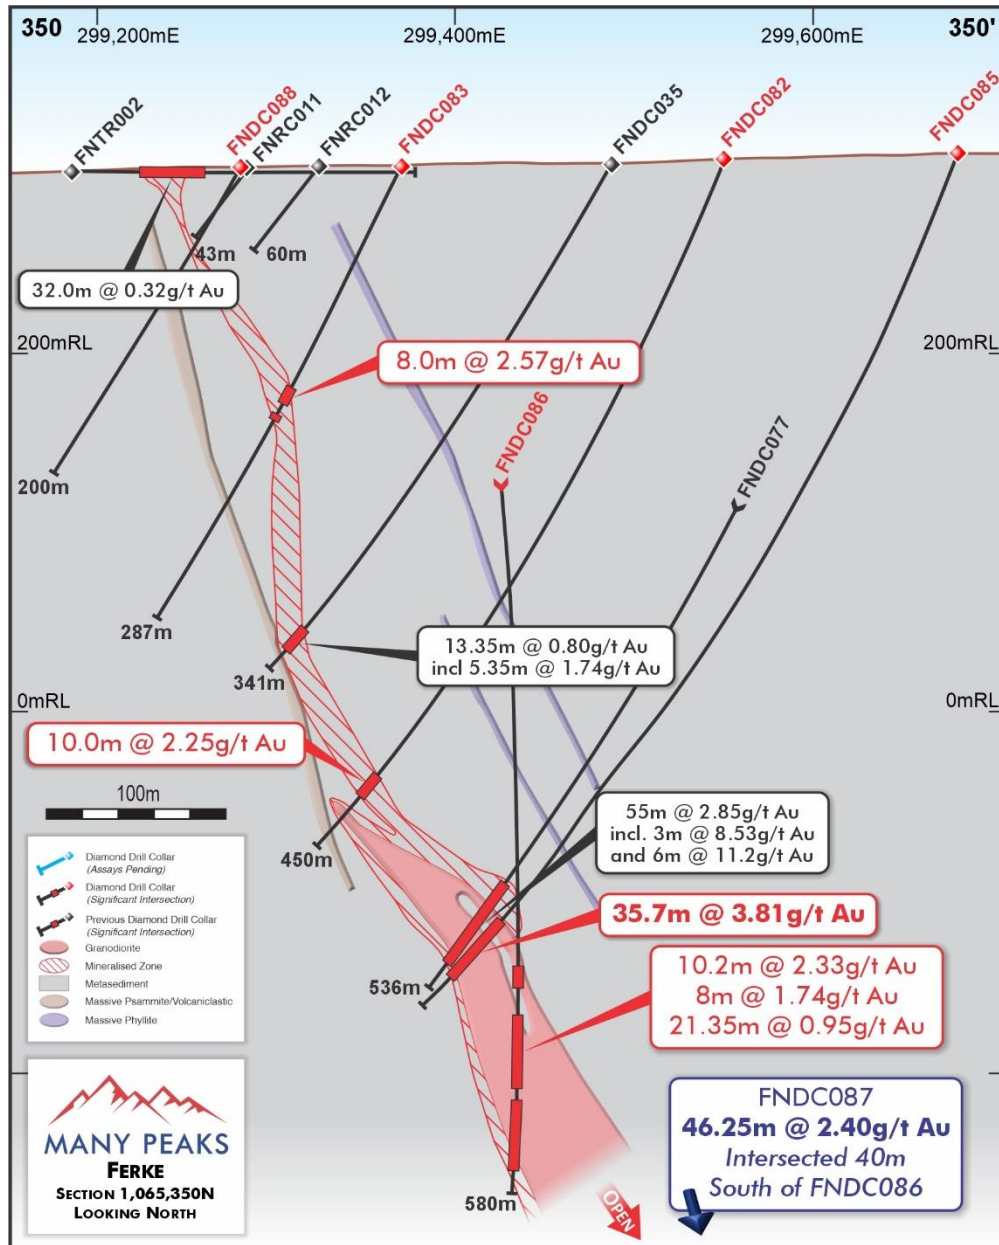 350
299,200mE
299,400mE
299,600mE
350'
FNTR002
FNDC088
FNRC011
FNRC012
FNDC083
FNDC035
FNDC082
FNDC085
43m
60m
32.0m @ 0.32g/t Au
200mRL
200mRL
8.0m @ 2.57g/t Au
FNDC086
FNDC077
200m
287m
341m
13.35m @ 0.80g/t Au
incl 5.35m @ 1.74g/t Au
0mRL
0mRL
10.0m @ 2.25g/t Au
100m
450m
55m @ 2.85g/t Au
incl. 3m @ 8.53g/t Au
and 6m @ 11.2g/t Au
Diamond Drill Collar
(Assays Pending)
Diamond Drill Collar
(Significant Intersection)
Previous Diamond Drill Collar
(Significant Intersection)
Granodiorite
Mineralised Zone
Metasediment
Massive Psammite/Volcaniclastic
Massive Phyllite
35.7m @ 3.81g/t Au
536m
10.2m @ 2.33g/t Au
8m @ 1.74g/t Au
21.35m @ 0.95g/t Au
MANY PEAKS
FERKE
SECTION 1,065,350N
LOOKING NORTH
FNDC087
46.25m @ 2.40g/t Au
Intersected 40m
South of FNDC086
580m
OPEN